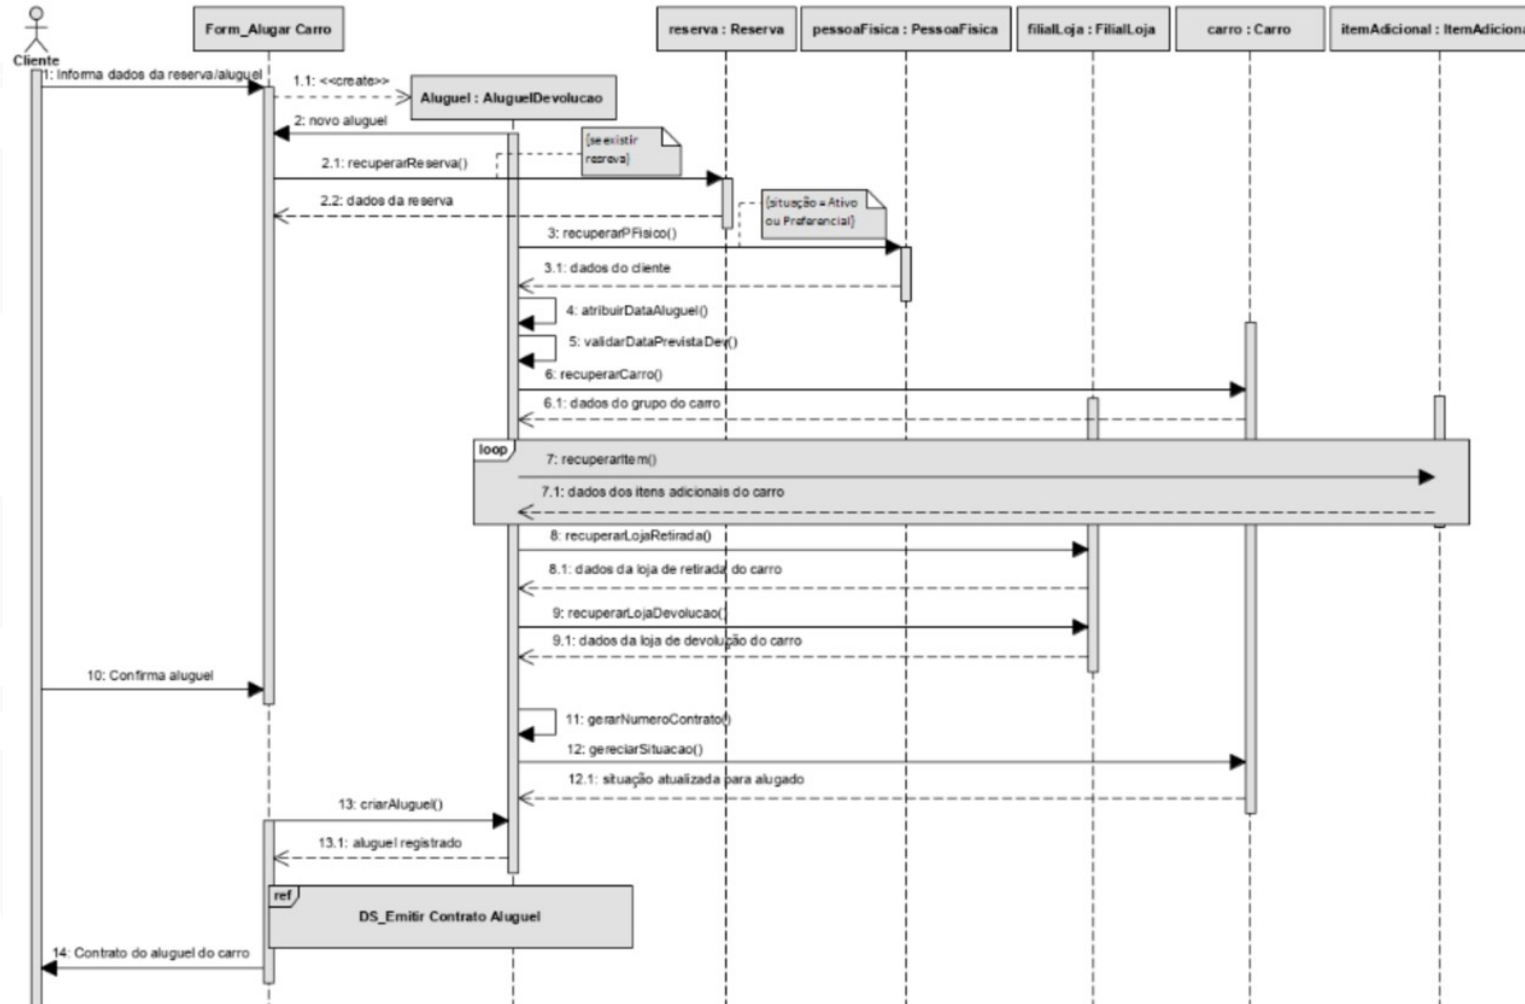 Cliente
Form_Alugar Carro
reserva : Reserva
pessoaFisica : PessoaFisica
filialLoja : FilialLoja
carro : Carro
itemAdicional : ItemAdiciona
1: Informa dados da reserva/aluguel
1.1: <<create>>
Aluguel : AluguelDevolucao
2: novo aluguel
{se existir
resreva}
2.1: recuperarReserva()
2.2: dados da reserva
{situação = Ativo
ou Preferencial}
3: recuperarPFisico()
3.1: dados do cliente
4: atribuirDataAluguel()
5: validarDataPrevistaDev()
6: recuperarCarro()
6.1: dados do grupo do carro
loop
7: recuperarItem()
7.1: dados dos itens adicionais do carro
8: recuperarLojaRetirada()
8.1: dados da loja de retirada do carro
9: recuperarLojaDevolucao()
9.1: dados da loja de devolução do carro
10: Confirma aluguel
11: gerarNumeroContrato()
12: gereciarSituacao()
12.1: situação atualizada para alugado
13: criarAluguel()
13.1: aluguel registrado
ref
DS_Emitir Contrato Aluguel
14: Contrato do aluguel do carro